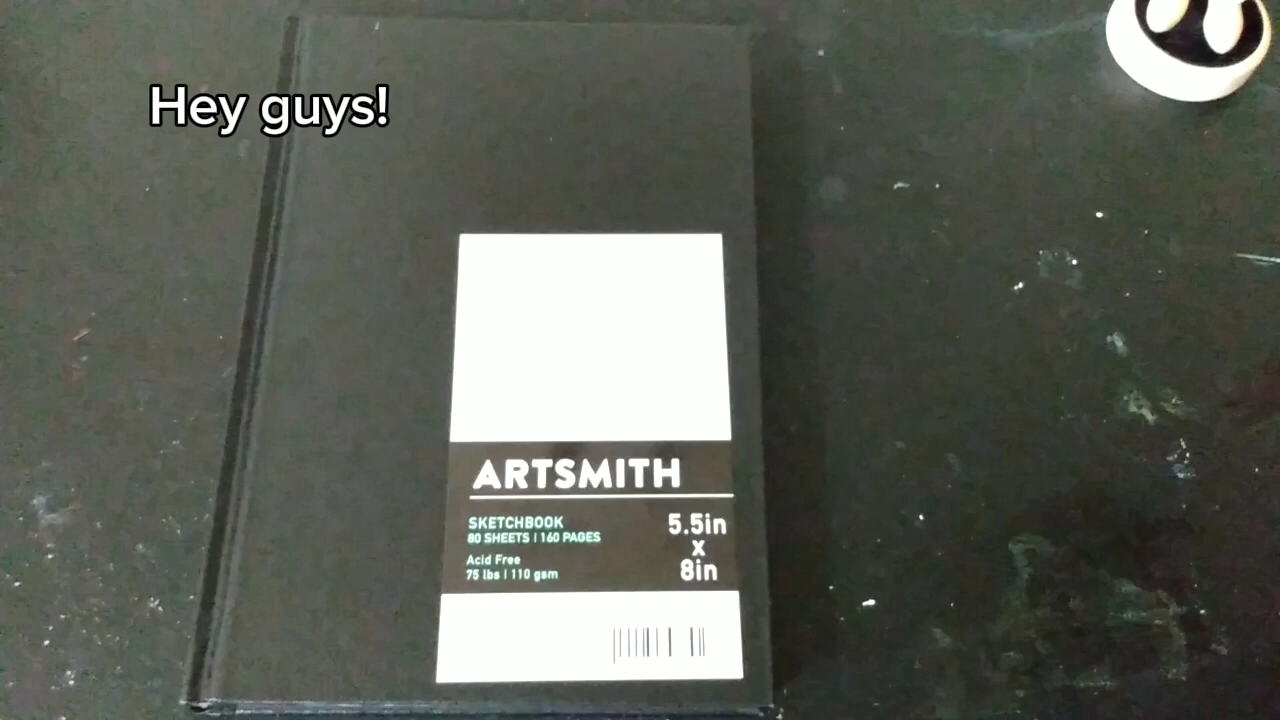 Hey guys!
ARTSMITH
SKETCHBOOK
80 SHEETS | 160 PAGES
Acid Free
75 lbs | 110 gsm
5.5in
x
8in